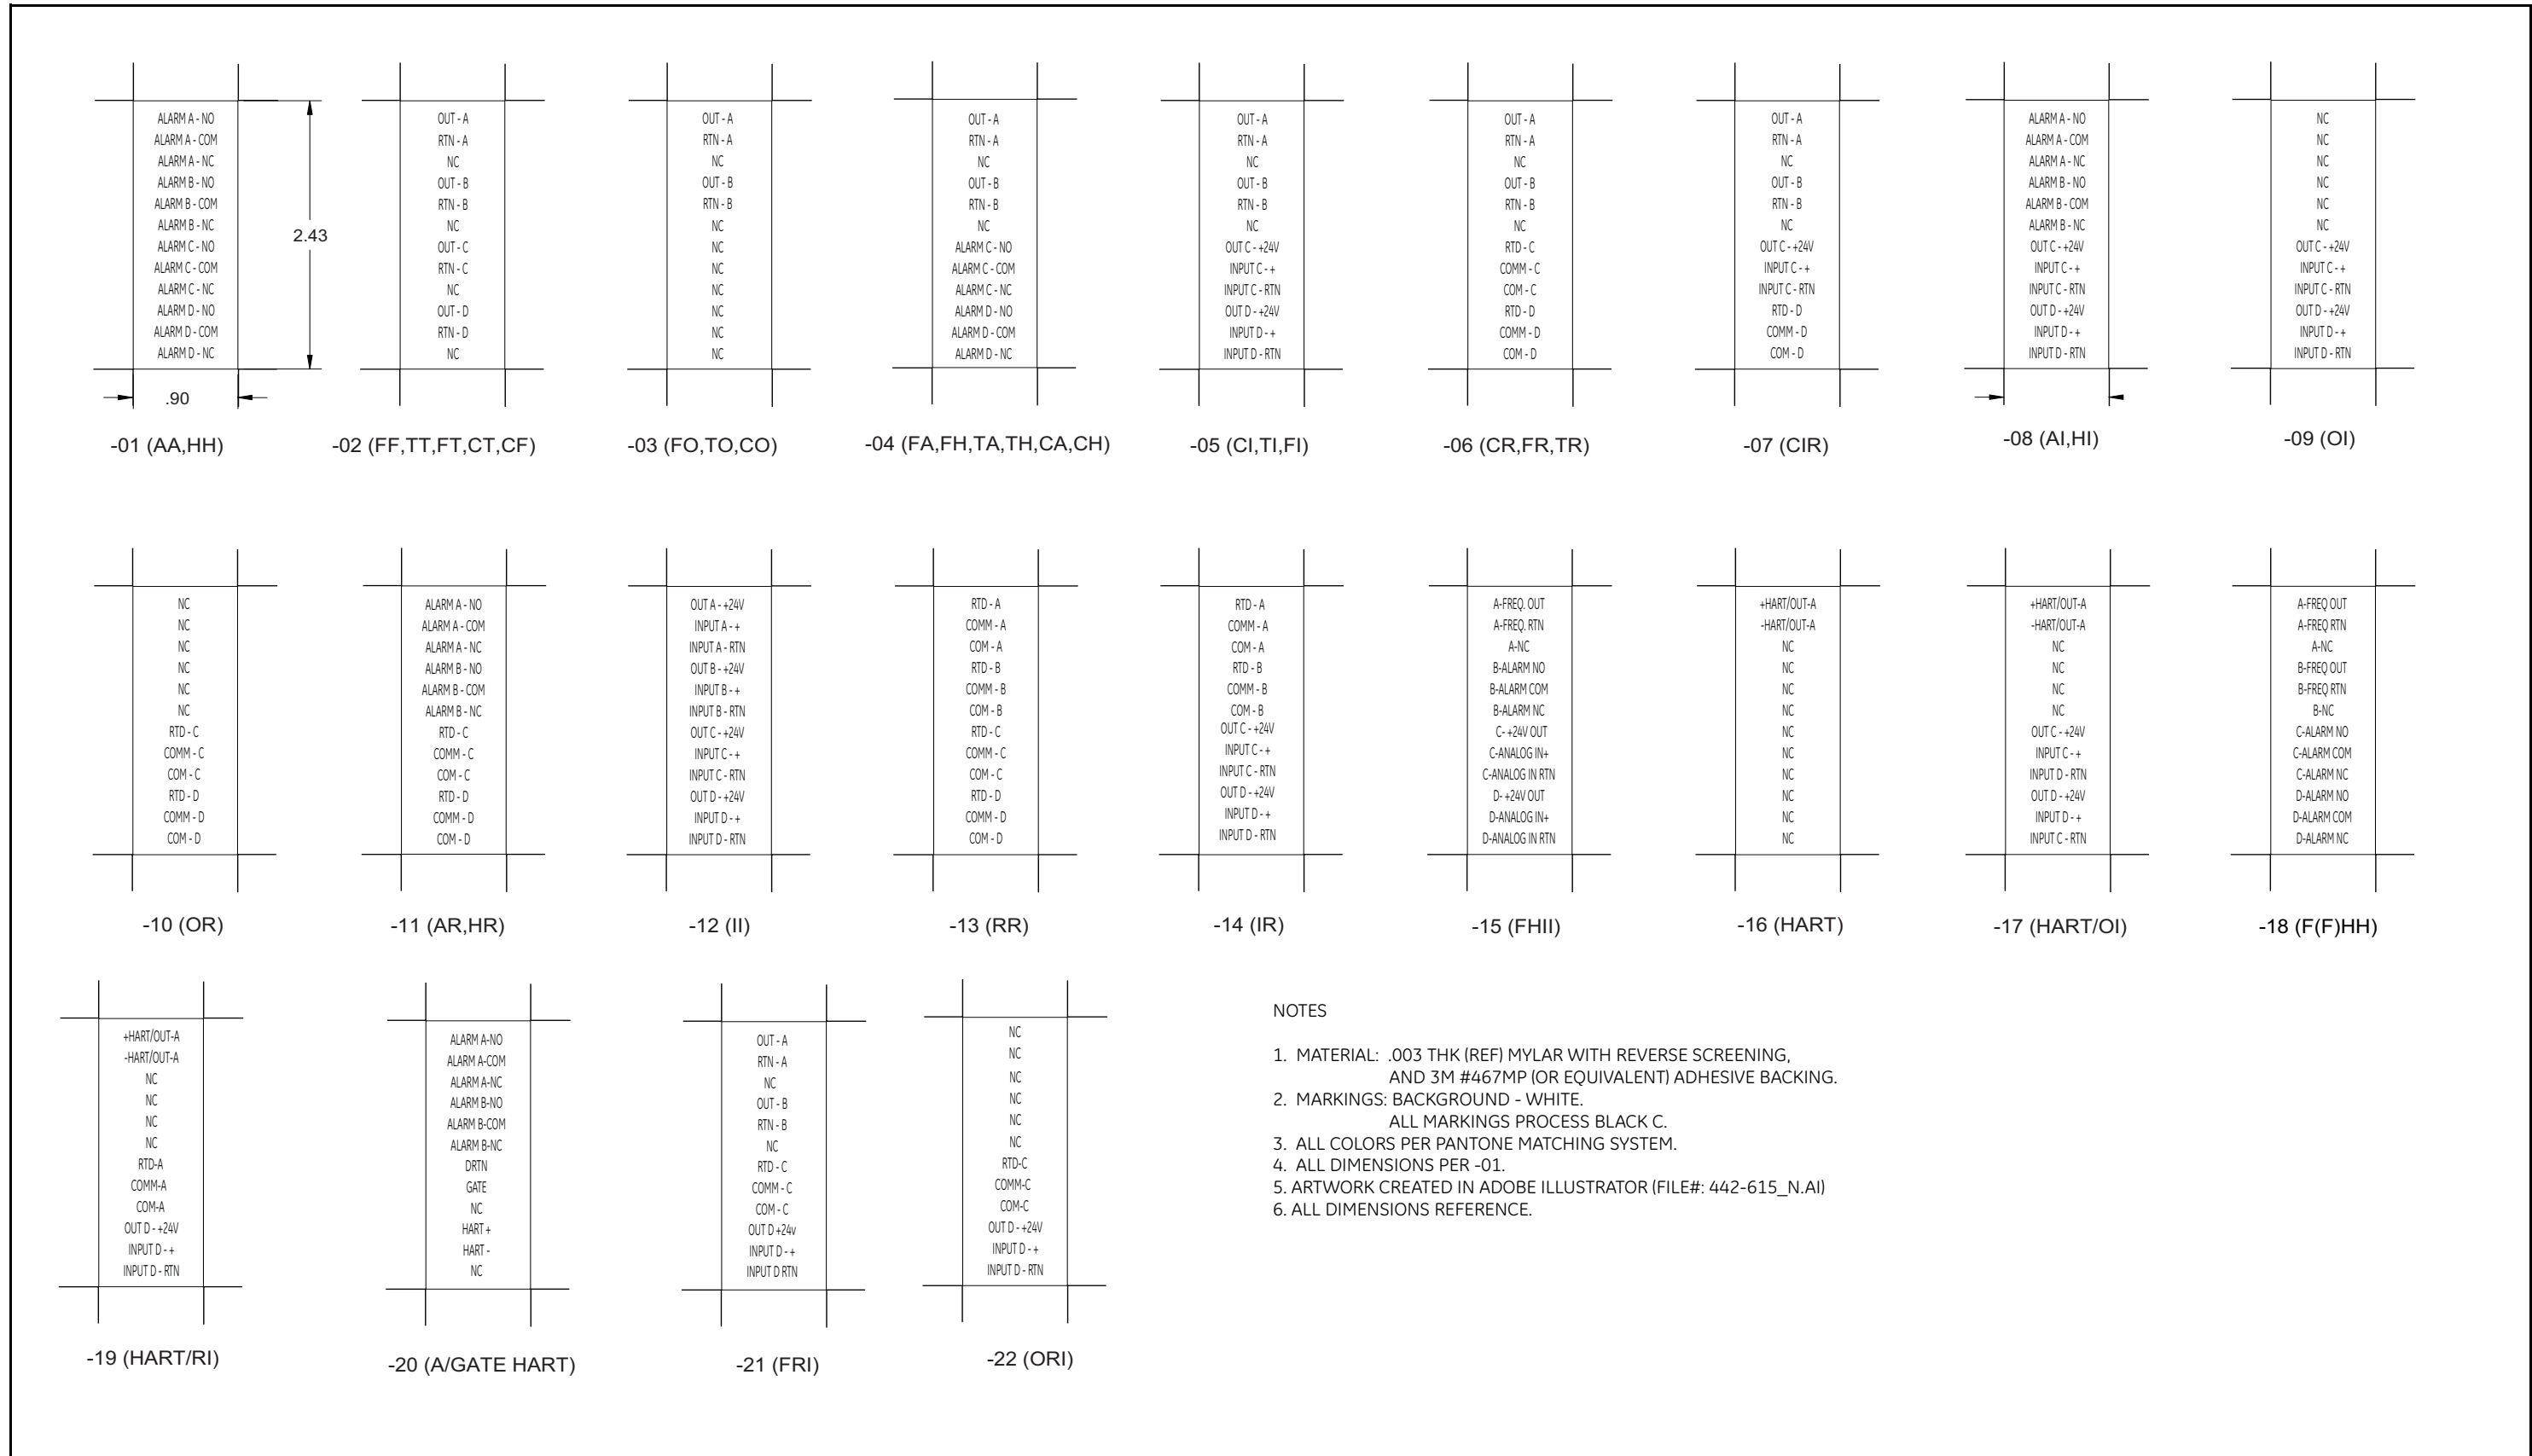 ALARM A - NO
ALARM A - COM
ALARM A - NC
ALARM B - NO
ALARM B - COM
ALARM B - NC
ALARM C - NO
ALARM C - COM
ALARM C - NC
ALARM D - NO
ALARM D - COM
ALARM D - NC
2.43
.90
-01 (AA,HH)
OUT - A
RTN - A
NC
OUT - B
RTN - B
NC
OUT - C
RTN - C
NC
OUT - D
RTN - D
NC
-02 (FF,TT,FT,CT,CF)
OUT - A
RTN - A
NC
OUT - B
RTN - B
NC
NC
NC
NC
NC
NC
NC
-03 (FO,TO,CO)
OUT - A
RTN - A
NC
OUT - B
RTN - B
NC
ALARM C - NO
ALARM C - COM
ALARM C - NC
ALARM D - NO
ALARM D - COM
ALARM D - NC
-04 (FA,FH,TA,TH,CA,CH)
OUT - A
RTN - A
NC
OUT - B
RTN - B
NC
OUT C - +24V
INPUT C - +
INPUT C - RTN
OUT D - +24V
INPUT D - +
INPUT D - RTN
-05 (CI,TI,FI)
OUT - A
RTN - A
NC
OUT - B
RTN - B
NC
RTD - C
COMM - C
COM - C
RTD - D
COMM - D
COM - D
-06 (CR,FR,TR)
OUT - A
RTN - A
NC
OUT - B
RTN - B
NC
OUT C - +24V
INPUT C - +
INPUT C - RTN
RTD - D
COMM - D
COM - D
-07 (CIR)
ALARM A - NO
ALARM A - COM
ALARM A - NC
ALARM B - NO
ALARM B - COM
ALARM B - NC
OUT C - +24V
INPUT C - +
INPUT C - RTN
OUT D - +24V
INPUT D - +
INPUT D - RTN
-08 (AI,HI)
NC
NC
NC
NC
NC
NC
OUT C - +24V
INPUT C - +
INPUT C - RTN
OUT D - +24V
INPUT D - +
INPUT D - RTN
-09 (OI)
NC
NC
NC
NC
NC
NC
RTD - C
COMM - C
COM - C
RTD - D
COMM - D
COM - D
-10 (OR)
ALARM A - NO
ALARM A - COM
ALARM A - NC
ALARM B - NO
ALARM B - COM
ALARM B - NC
RTD - C
COMM - C
COM - C
RTD - D
COMM - D
COM - D
-11 (AR,HR)
OUT A - +24V
INPUT A - +
INPUT A - RTN
OUT B - +24V
INPUT B - +
INPUT B - RTN
OUT C - +24V
INPUT C - +
INPUT C - RTN
OUT D - +24V
INPUT D - +
INPUT D - RTN
-12 (II)
RTD - A
COMM - A
COM - A
RTD - B
COMM - B
COM - B
RTD - C
COMM - C
COM - C
RTD - D
COMM - D
COM - D
-13 (RR)
RTD - A
COMM - A
COM - A
RTD - B
COMM - B
COM - B
OUT C - +24V
INPUT C - +
INPUT C - RTN
OUT D - +24V
INPUT D - +
INPUT D - RTN
-14 (IR)
A-FREQ. OUT
A-FREQ. RTN
A-NC
B-ALARM NO
B-ALARM COM
B-ALARM NC
C- +24V OUT
C-ANALOG IN+
C-ANALOG IN RTN
D- +24V OUT
D-ANALOG IN+
D-ANALOG IN RTN
-15 (FHII)
+HART/OUT-A
-HART/OUT-A
NC
NC
NC
NC
NC
NC
NC
NC
NC
NC
-16 (HART)
+HART/OUT-A
-HART/OUT-A
NC
NC
NC
NC
OUT C - +24V
INPUT C - +
INPUT D - RTN
OUT D - +24V
INPUT D - +
INPUT C - RTN
-17 (HART/OI)
A-FREQ OUT
A-FREQ RTN
A-NC
B-FREQ OUT
B-FREQ RTN
B-NC
C-ALARM NO
C-ALARM COM
C-ALARM NC
D-ALARM NO
D-ALARM COM
D-ALARM NC
-18 (F(F)HH)
+HART/OUT-A
-HART/OUT-A
NC
NC
NC
NC
RTD-A
COMM-A
COM-A
OUT D - +24V
INPUT D - +
INPUT D - RTN
-19 (HART/RI)
ALARM A-NO
ALARM A-COM
ALARM A-NC
ALARM B-NO
ALARM B-COM
ALARM B-NC
DRTN
GATE
NC
HART +
HART -
NC
-20 (A/GATE HART)
OUT - A
RTN - A
NC
OUT - B
RTN - B
NC
RTD - C
COMM - C
COM - C
OUT D +24v
INPUT D - +
INPUT D RTN
-21 (FRI)
NC
NC
NC
NC
NC
NC
RTD-C
COMM-C
COM-C
OUT D - +24V
INPUT D - +
INPUT D - RTN
-22 (ORI)
NOTES
1. MATERIAL: .003 THK (REF) MYLAR WITH REVERSE SCREENING,
AND 3M #467MP (OR EQUIVALENT) ADHESIVE BACKING.
2. MARKINGS: BACKGROUND - WHITE.
ALL MARKINGS PROCESS BLACK C.
3. ALL COLORS PER PANTONE MATCHING SYSTEM.
4. ALL DIMENSIONS PER -01.
5. ARTWORK CREATED IN ADOBE ILLUSTRATOR (FILE#: 442-615_N.AI)
6. ALL DIMENSIONS REFERENCE.